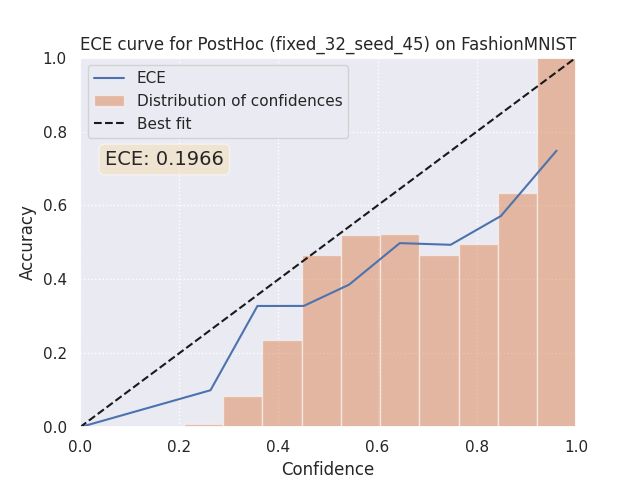 ECE curve for PostHoc (fixed_32_seed_45) on FashionMNIST
ECE
Distribution of confidences
Best fit
ECE: 0.1966
Accuracy
1.0
0.8
0.6
0.4
0.2
0.0
0.0 0.2 0.4 0.6 0.8 1.0
Confidence